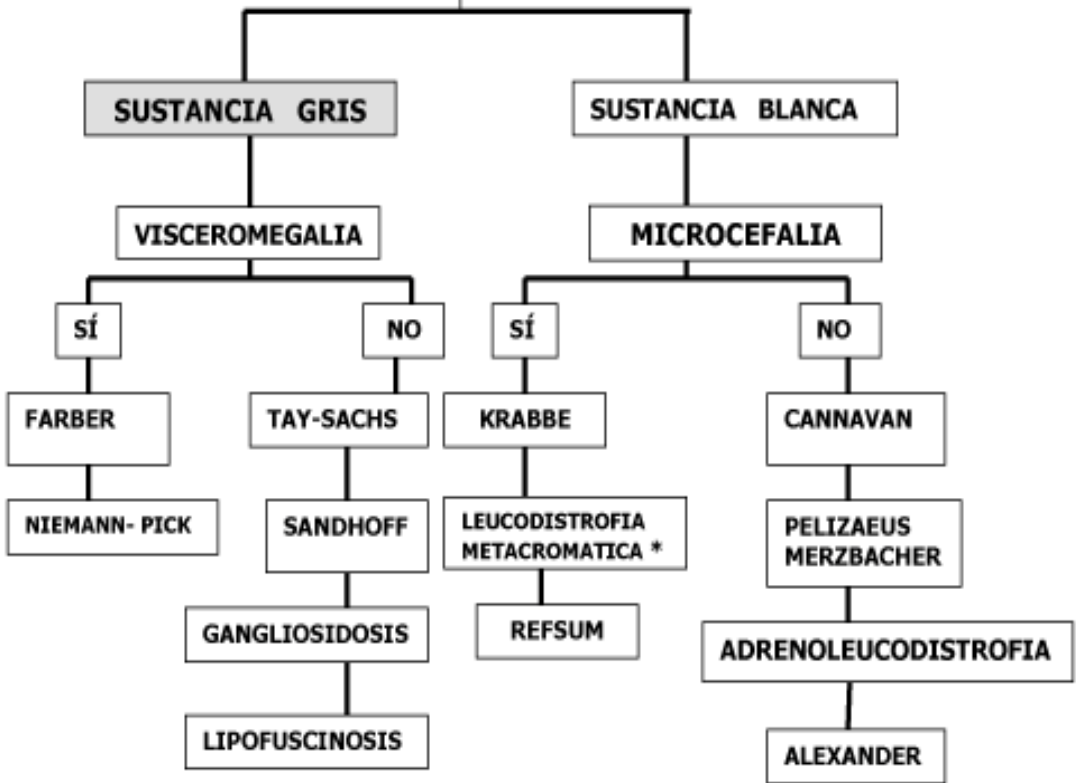 SUSTANCIA GRIS
SUSTANCIA BLANCA
VISCEROMEGALIA
MICROCEFALIA
SÍ
NO
SÍ
NO
FARBER
TAY-SACHS
KRABBE
CANNAVAN
NIEMANN- PICK
SANDHOFF
LEUCODISTROFIA
METACROMATICA *
PELIZAEUS
MERZBACHER
GANGLIOSIDOSIS
REFSUM
ADRENOLEUCODISTROFIA
LIPOFUSCINOSIS
ALEXANDER